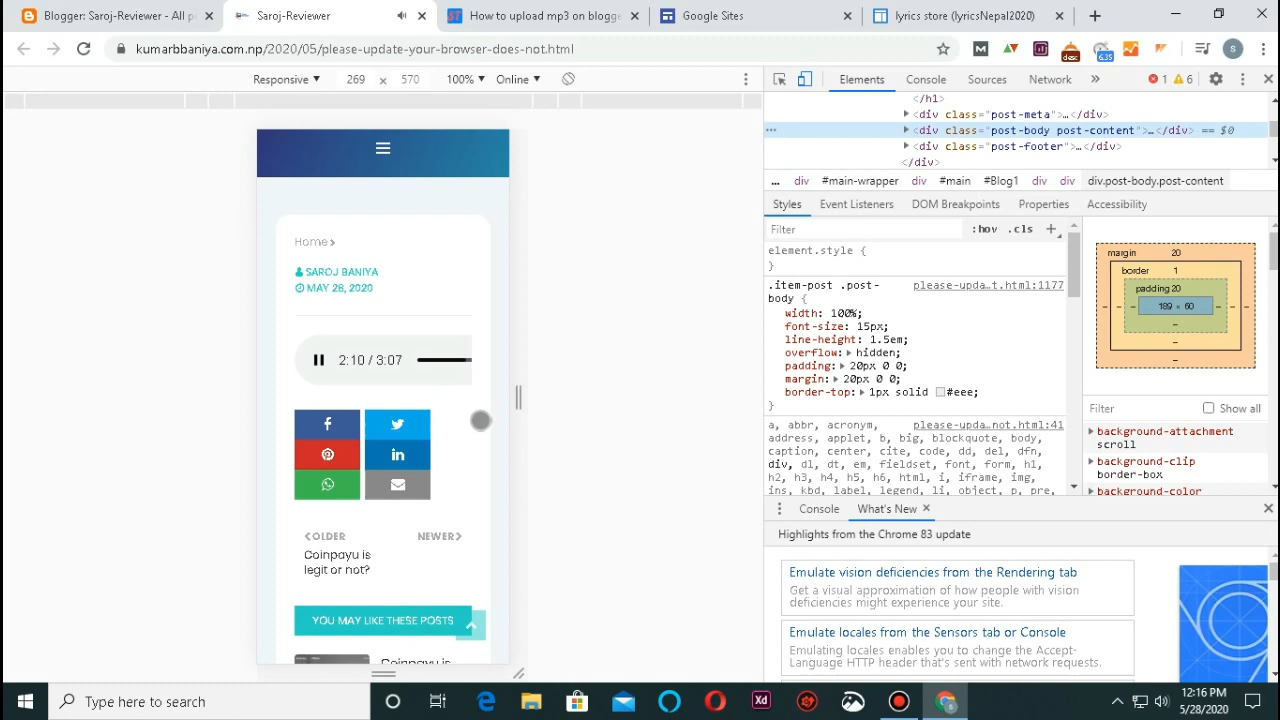 Blogger: Saroj-Reviewer - All p
Saroj-Reviewer
How to upload mp3 on blogge
Google Sites
lyrics store (lyricsNepal2020)
kumarbbaniya.com.np/2020/05/please-update-your-browser-does-not.html
desc
Responsive 269 × 570 100% Online
Elements Console Sources Network 1 6
</h1>
<div class="post-meta">…</div>
<div class="post-body post-content">…</div> == $0
<div class="post-footer">…</div>
</div>
... div #main-wrapper div #main #Blog1 div div div.post-body.post-content
Styles Event Listeners DOM Breakpoints Properties Accessibility
Filter :hov .cls +
element.style {
}
.item-post .post-body { please-upda…t.html:1177
width: 100%;
font-size: 15px;
line-height: 1.5em;
overflow: hidden;
padding: 20px 0 0;
margin: 20px 0 0;
border-top: 1px solid #eee;
}
a, abbr, acronym, please-upda…not.html:41
address, applet, b, big, blockquote, body,
caption, center, cite, code, dd, del, dfn,
div, dl, dt, em, fieldset, font, form, h1,
h2, h3, h4, h5, h6, html, i, iframe, img,
ins, kbd, label, legend, li, object, p, pre,
margin 20
border 1
padding 20
189 × 60
Filter Show all
background-attachment
scroll
background-clip
border-box
background-color
Home
SAROJ BANIYA
MAY 28, 2020
2:10 / 3:07
OLDER
Coinpayu is
legit or not?
NEWER
YOU MAY LIKE THESE POSTS
Coinpayu is
Console What's New
Highlights from the Chrome 83 update
Emulate vision deficiencies from the Rendering tab
Get a visual approximation of how people with vision
deficiencies might experience your site.
Emulate locales from the Sensors tab or Console
Emulating locales enables you to change the Accept-
Language HTTP header that's sent with network requests.
Type here to search
Xd
12:16 PM
5/28/2020